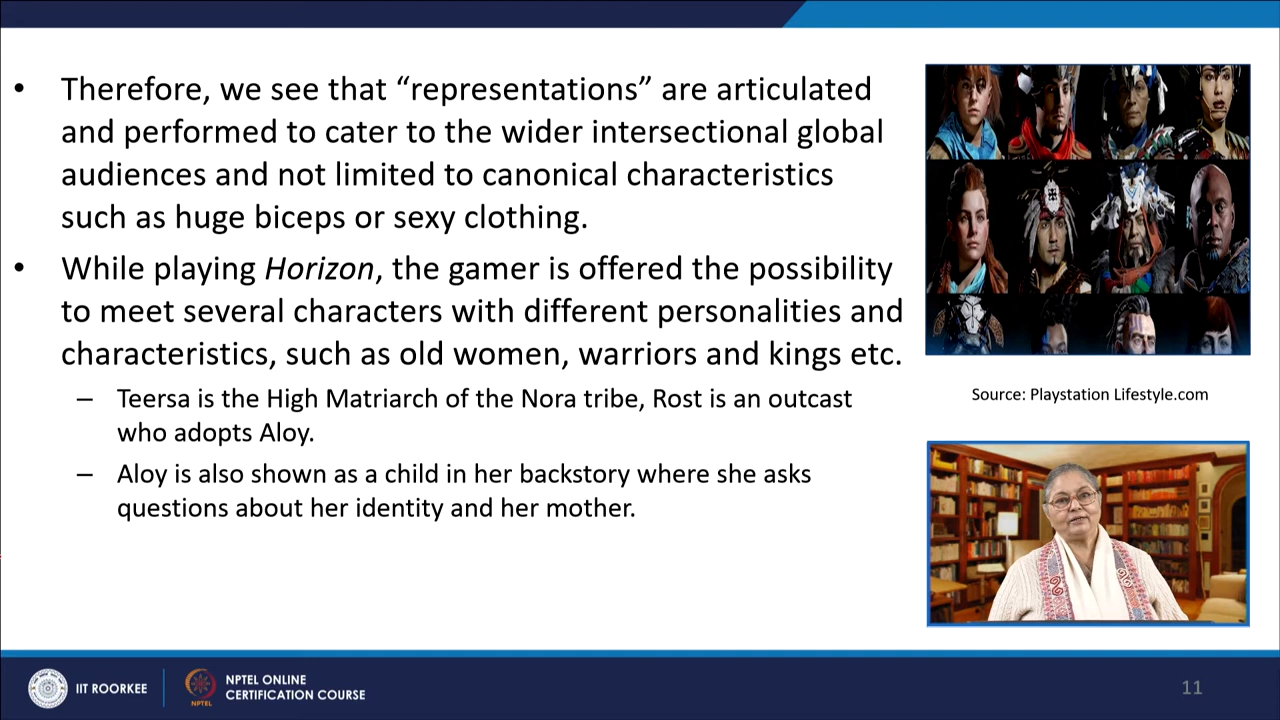 • Therefore, we see that “representations” are articulated
and performed to cater to the wider intersectional global
audiences and not limited to canonical characteristics
such as huge biceps or sexy clothing.
• While playing Horizon, the gamer is offered the possibility
to meet several characters with different personalities and
characteristics, such as old women, warriors and kings etc.
– Teersa is the High Matriarch of the Nora tribe, Rost is an outcast
who adopts Aloy.
– Aloy is also shown as a child in her backstory where she asks
questions about her identity and her mother.
Source: Playstation Lifestyle.com
IIT ROORKEE
NPTEL
NPTEL ONLINE
CERTIFICATION COURSE
11